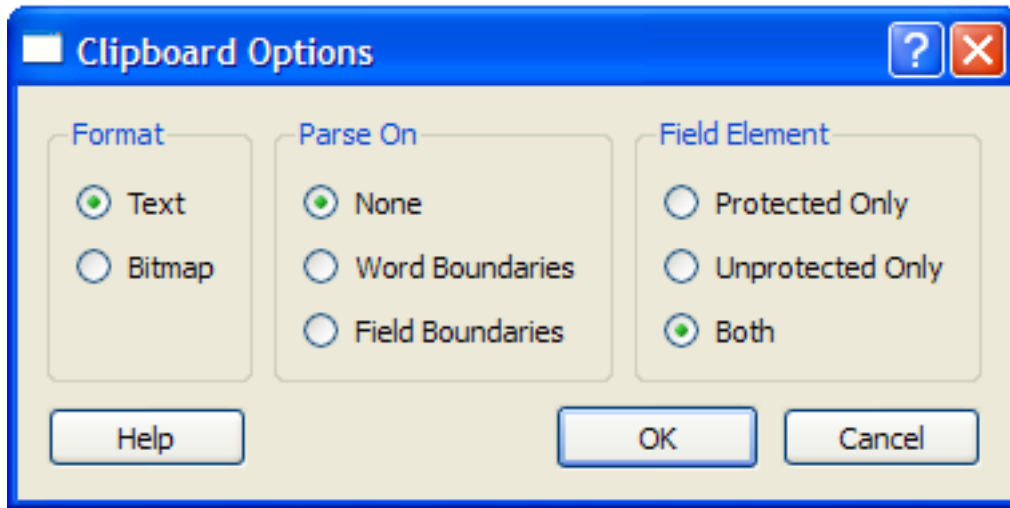 Clipboard Options
Format
Text
Bitmap
Parse On
None
Word Boundaries
Field Boundaries
Field Element
Protected Only
Unprotected Only
Both
Help
OK
Cancel